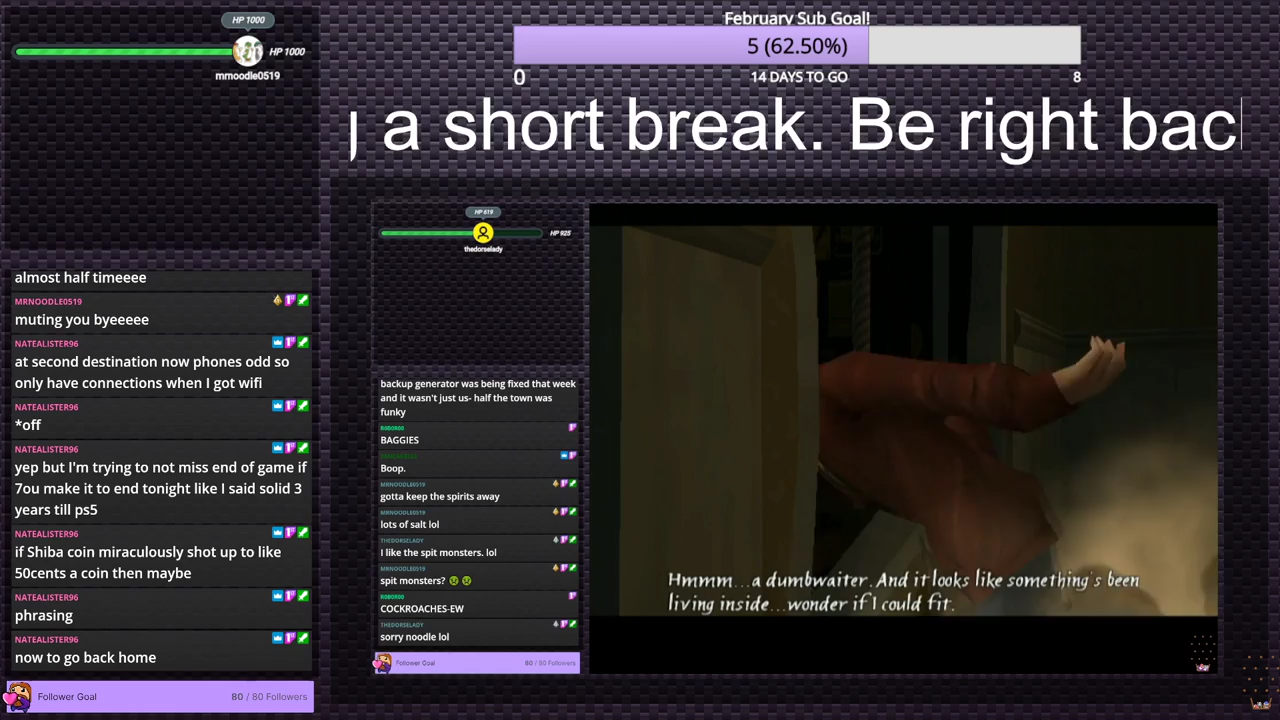 HP 1000
HP 1000
mrnoodle0519
February Sub Goal!
5 (62.50%)
0
14 DAYS TO GO
8
a short break. Be right bac
almost half timeeee
MRNOODLE0519
muting you byeeeee
NATEALISTER96
at second destination now phones odd so
only have connections when I got wifi
NATEALISTER96
*off
NATEALISTER96
yep but I'm trying to not miss end of game if
7ou make it to end tonight like I said solid 3
years till ps5
NATEALISTER96
if Shiba coin miraculously shot up to like
50cents a coin then maybe
NATEALISTER96
phrasing
NATEALISTER96
now to go back home
Follower Goal
80 / 80 Followers
HP 619
HP 925
thedorselady
backup generator was being fixed that week
and it wasn't just us- half the town was
funky
BAGGIES
Boop.
MRNOODLE0519
gotta keep the spirits away
MRNOODLE0519
lots of salt lol
THEDORSELADY
I like the spit monsters. lol
MRNOODLE0519
spit monsters?
COCKROACHES-EW
THEDORSELADY
sorry noodle lol
Follower Goal
80 / 90 Followers
Hmmm...a dumbwaiter. And it looks like something's been
living inside...wonder if I could fit.